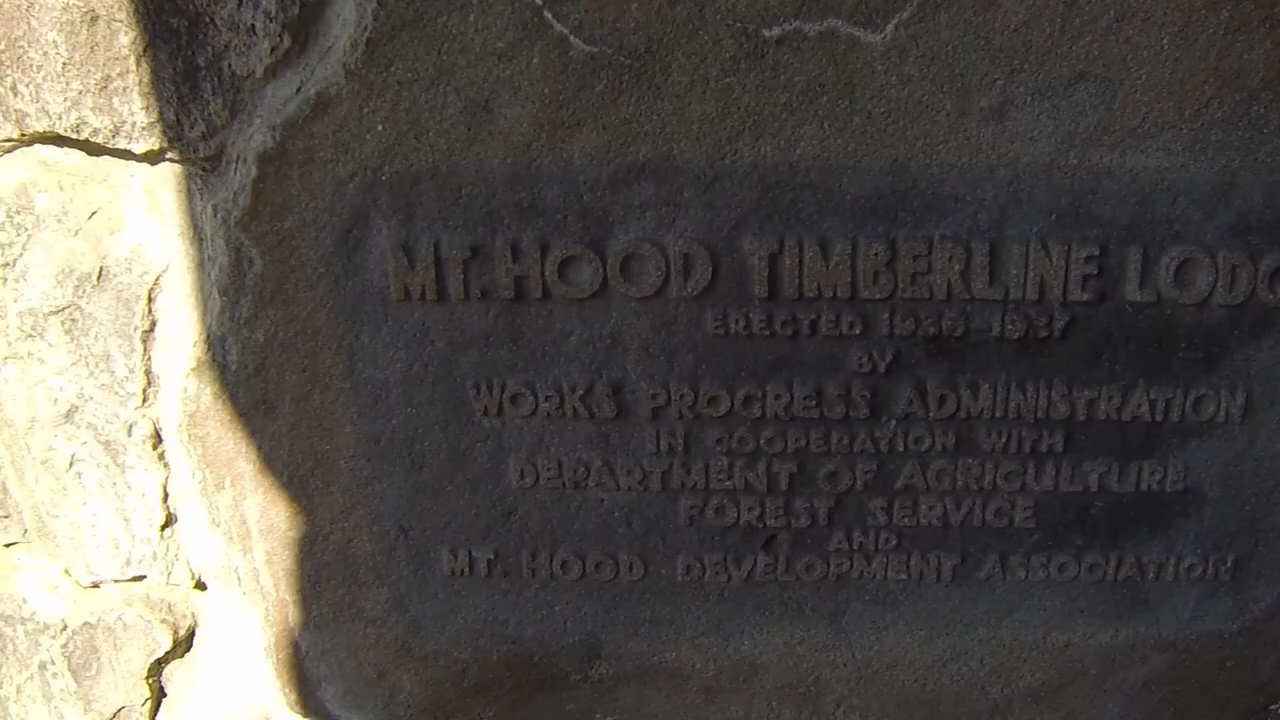 MT. HOOD TIMBERLINE LODG
ERECTED 1936-1937
BY
WORKS PROGRESS ADMINISTRATION
IN COOPERATION WITH
DEPARTMENT OF AGRICULTURE
FOREST SERVICE
AND
MT. HOOD DEVELOPMENT ASSOCIATION